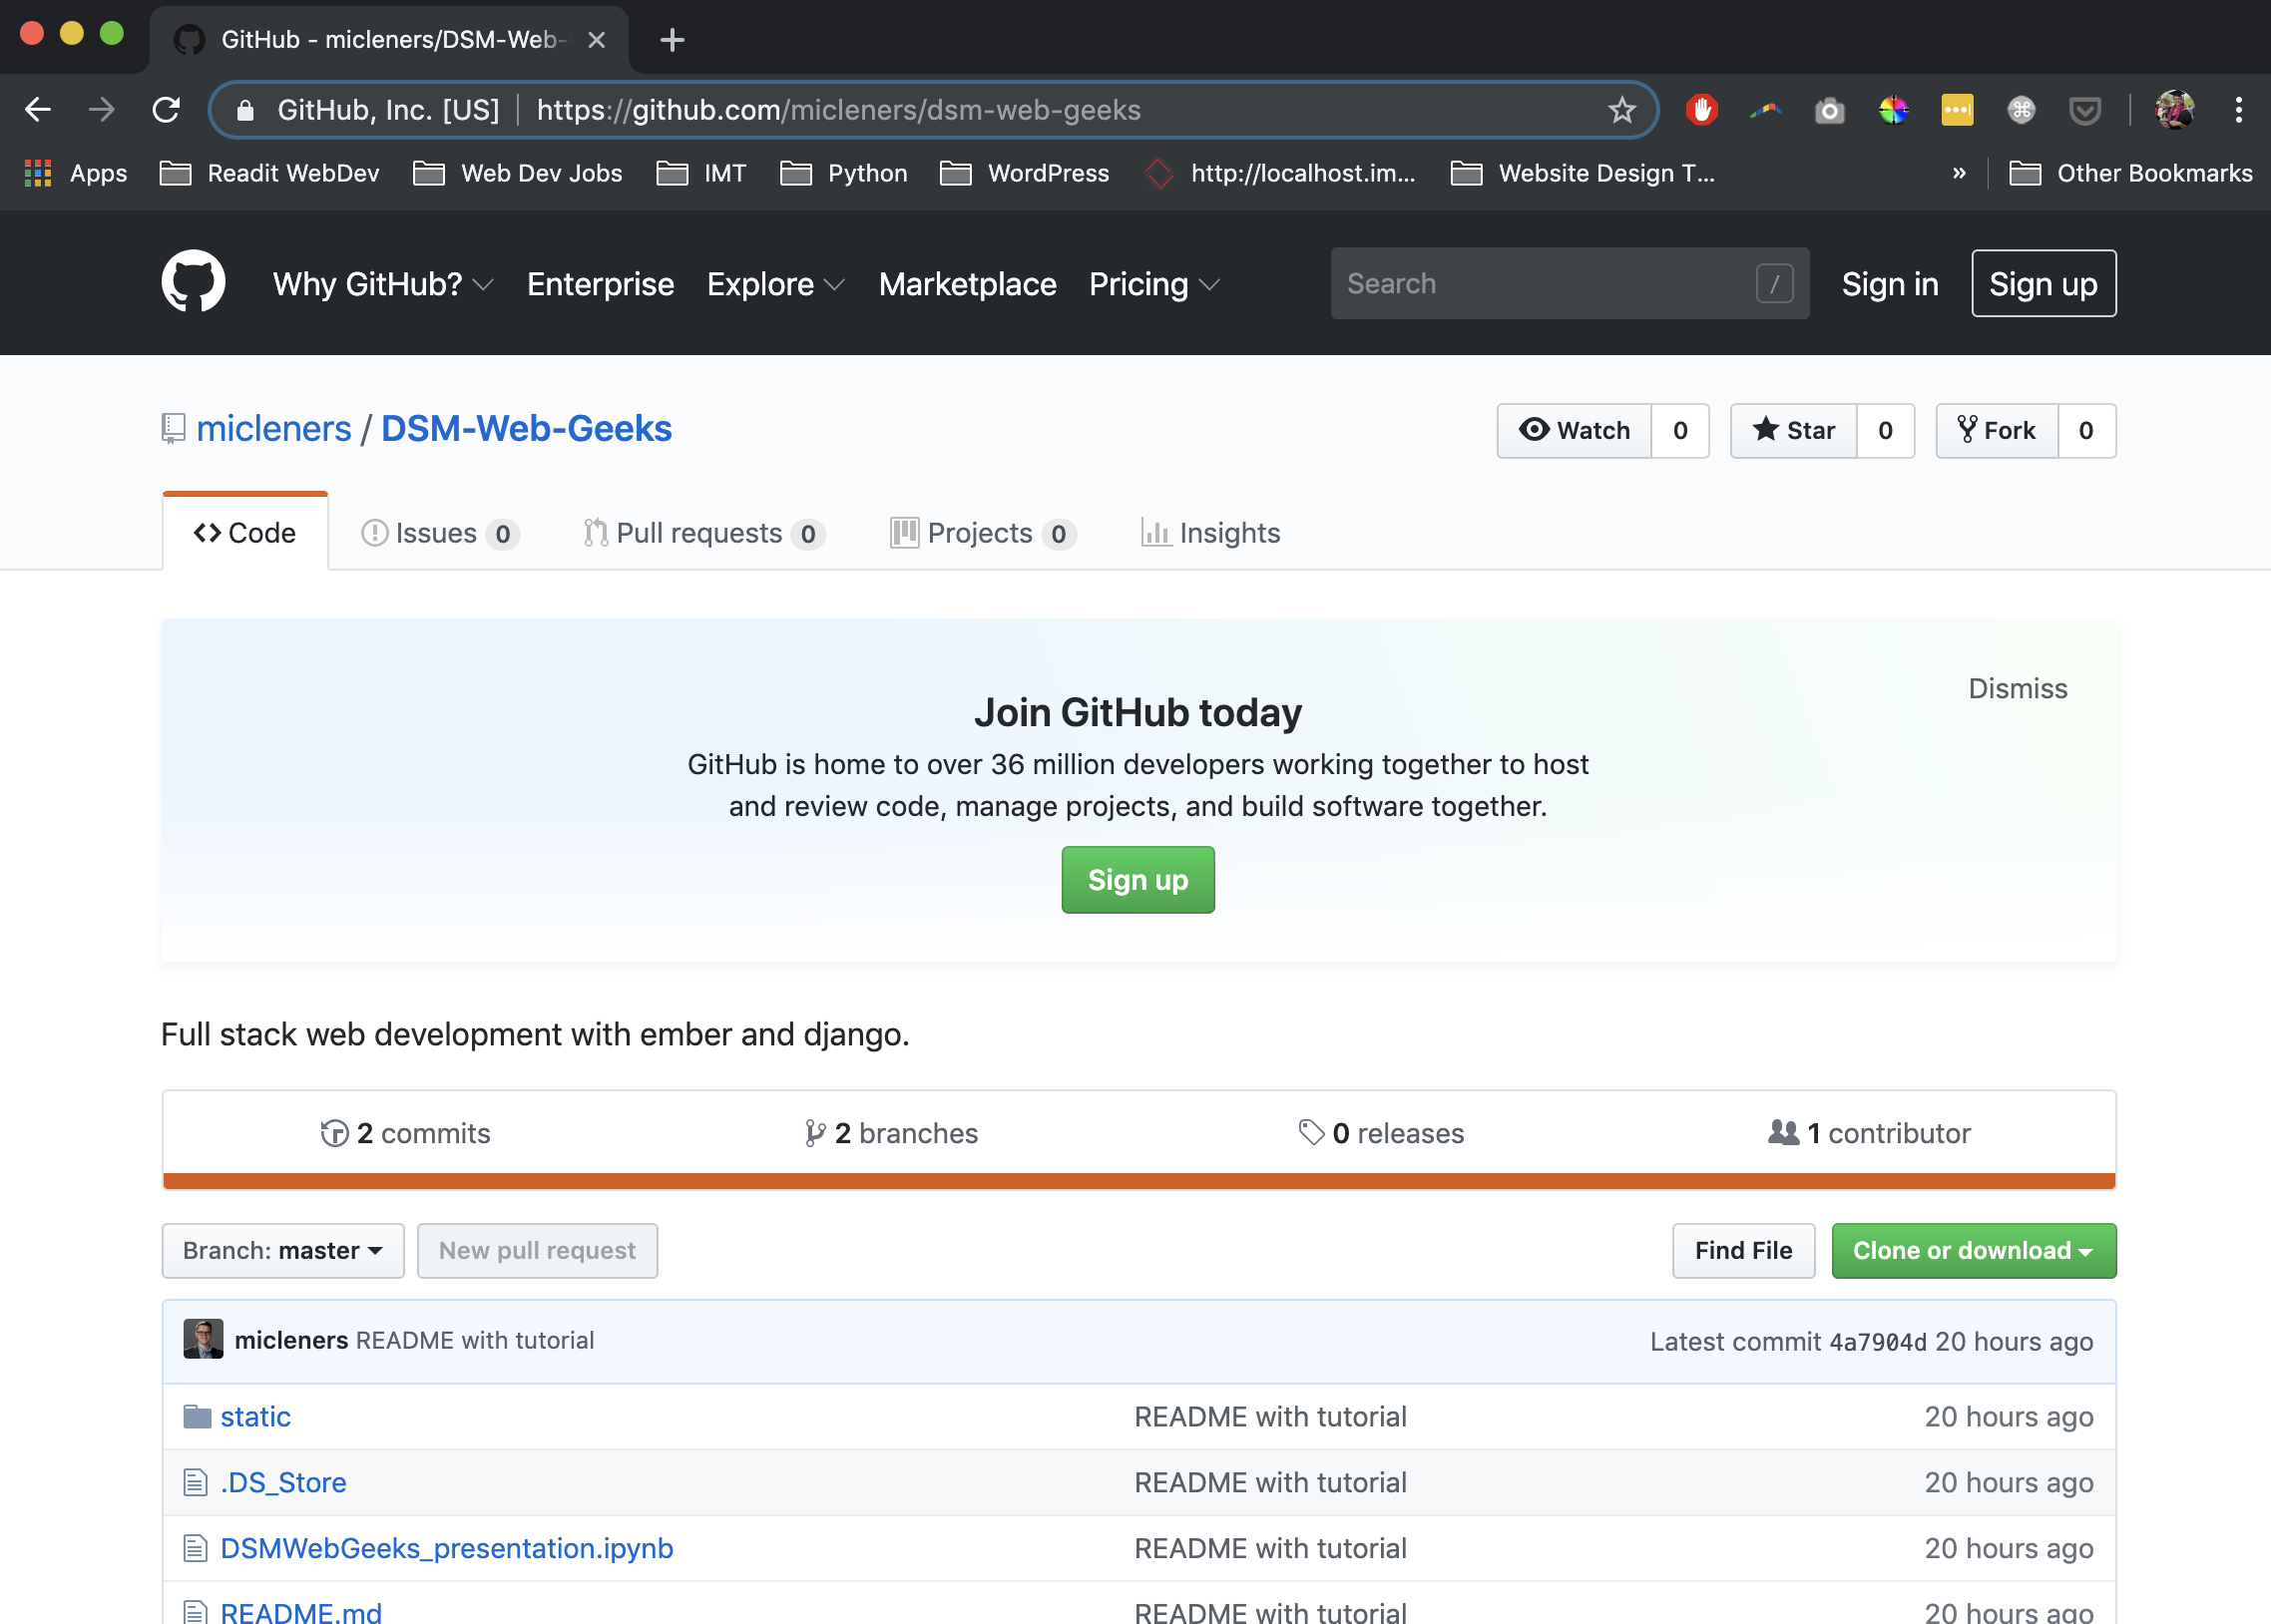 GitHub - micleners/DSM-Web-
GitHub, Inc. [US] https://github.com/micleners/dsm-web-geeks
Apps Readit WebDev Web Dev Jobs IMT Python WordPress http://localhost.im... Website Design T... » Other Bookmarks
Why GitHub? Enterprise Explore Marketplace Pricing Search / Sign in Sign up
micleners / DSM-Web-Geeks Watch 0 Star 0 Fork 0
Code Issues 0 Pull requests 0 Projects 0 Insights
Dismiss
Join GitHub today
GitHub is home to over 36 million developers working together to host
and review code, manage projects, and build software together.
Sign up
Full stack web development with ember and django.
2 commits 2 branches 0 releases 1 contributor
Branch: master New pull request Find File Clone or download
micleners README with tutorial Latest commit 4a7904d 20 hours ago
static README with tutorial 20 hours ago
.DS_Store README with tutorial 20 hours ago
DSMWebGeeks_presentation.ipynb README with tutorial 20 hours ago
README.md README with tutorial 20 hours ago